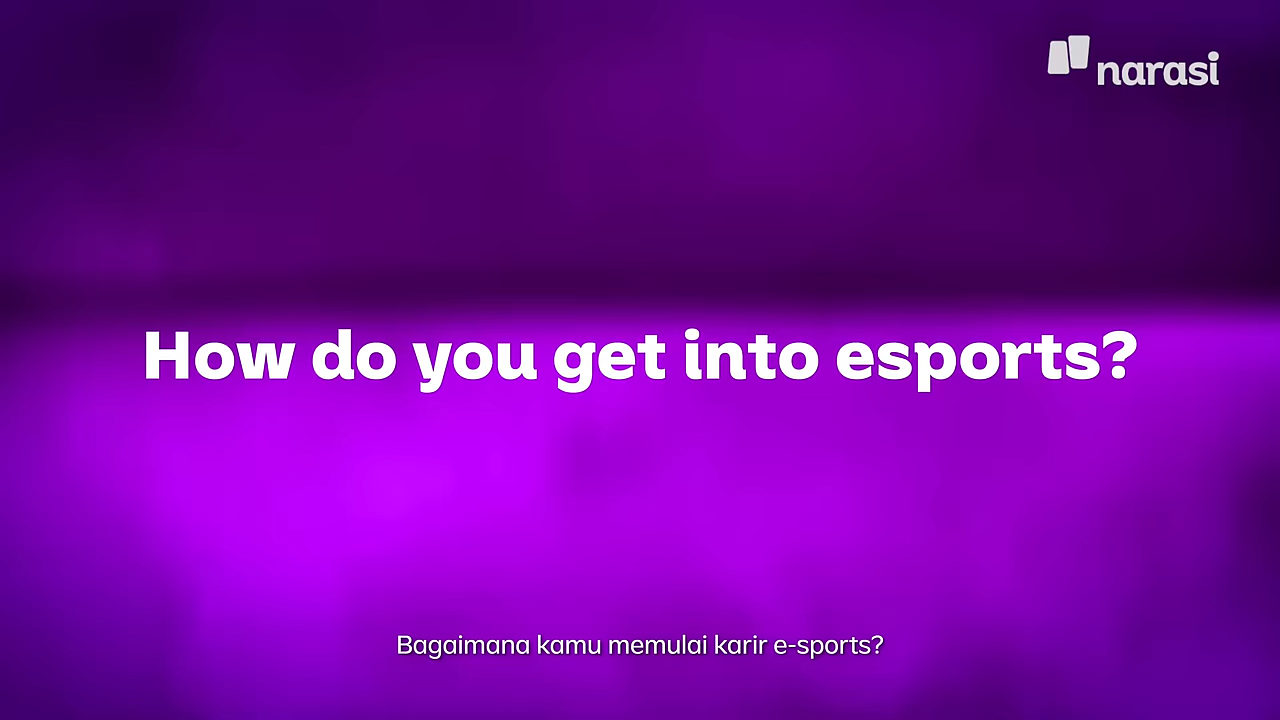 narasi
How do you get into esports?
Bagaimana kamu memulai karir e-sports?